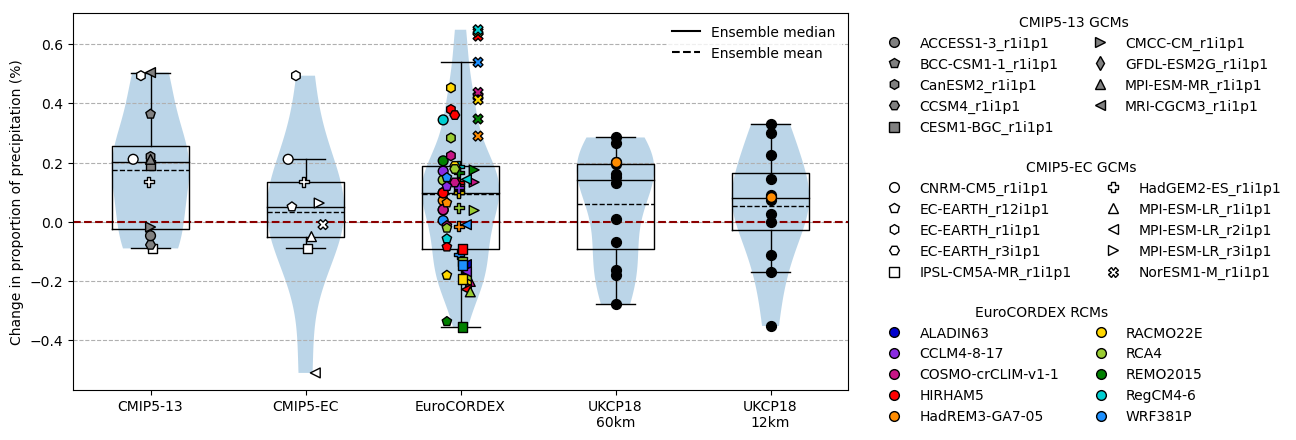 Change in proportion of precipitation (%)
0.6
0.4
0.2
0.0
−0.2
−0.4
CMIP5-13
CMIP5-EC
EuroCORDEX
UKCP18
60km
UKCP18
12km
Ensemble median
Ensemble mean
CMIP5-13 GCMs
ACCESS1-3_r1i1p1
BCC-CSM1-1_r1i1p1
CanESM2_r1i1p1
CCSM4_r1i1p1
CESM1-BGC_r1i1p1
CMCC-CM_r1i1p1
GFDL-ESM2G_r1i1p1
MPI-ESM-MR_r1i1p1
MRI-CGCM3_r1i1p1
CMIP5-EC GCMs
CNRM-CM5_r1i1p1
EC-EARTH_r12i1p1
EC-EARTH_r1i1p1
EC-EARTH_r3i1p1
IPSL-CM5A-MR_r1i1p1
HadGEM2-ES_r1i1p1
MPI-ESM-LR_r1i1p1
MPI-ESM-LR_r2i1p1
MPI-ESM-LR_r3i1p1
NorESM1-M_r1i1p1
EuroCORDEX RCMs
ALADIN63
CCLM4-8-17
COSMO-crCLIM-v1-1
HIRHAM5
HadREM3-GA7-05
RACMO22E
RCA4
REMO2015
RegCM4-6
WRF381P